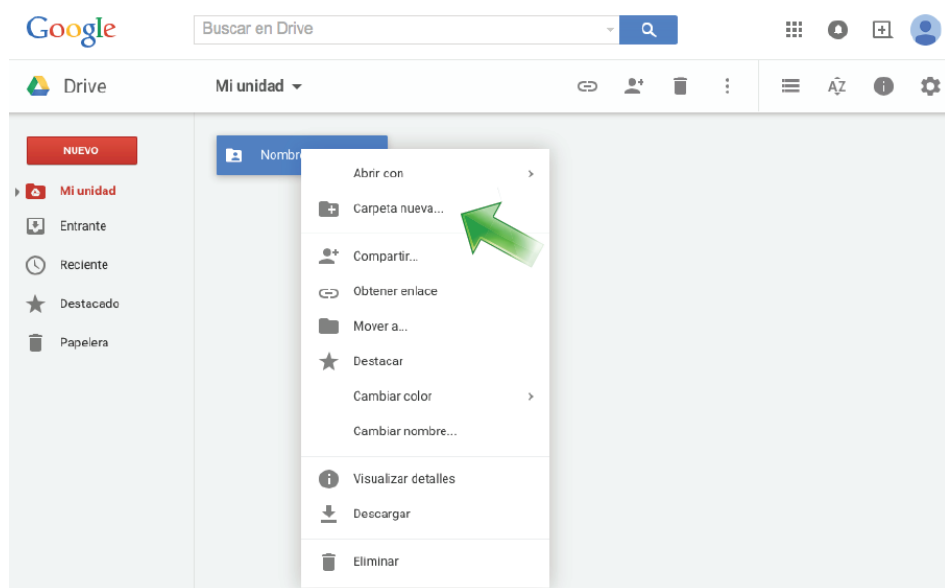 Google
Buscar en Drive
Drive
Mi unidad
AZ
NUEVO
Mi unidad
Entrante
Reciente
Destacado
Papelera
Nombr
Abrir con
Carpeta nueva...
Compartir...
Obtener enlace
Mover a...
Destacar
Cambiar color
Cambiar nombre...
Visualizar detalles
Descargar
Eliminar